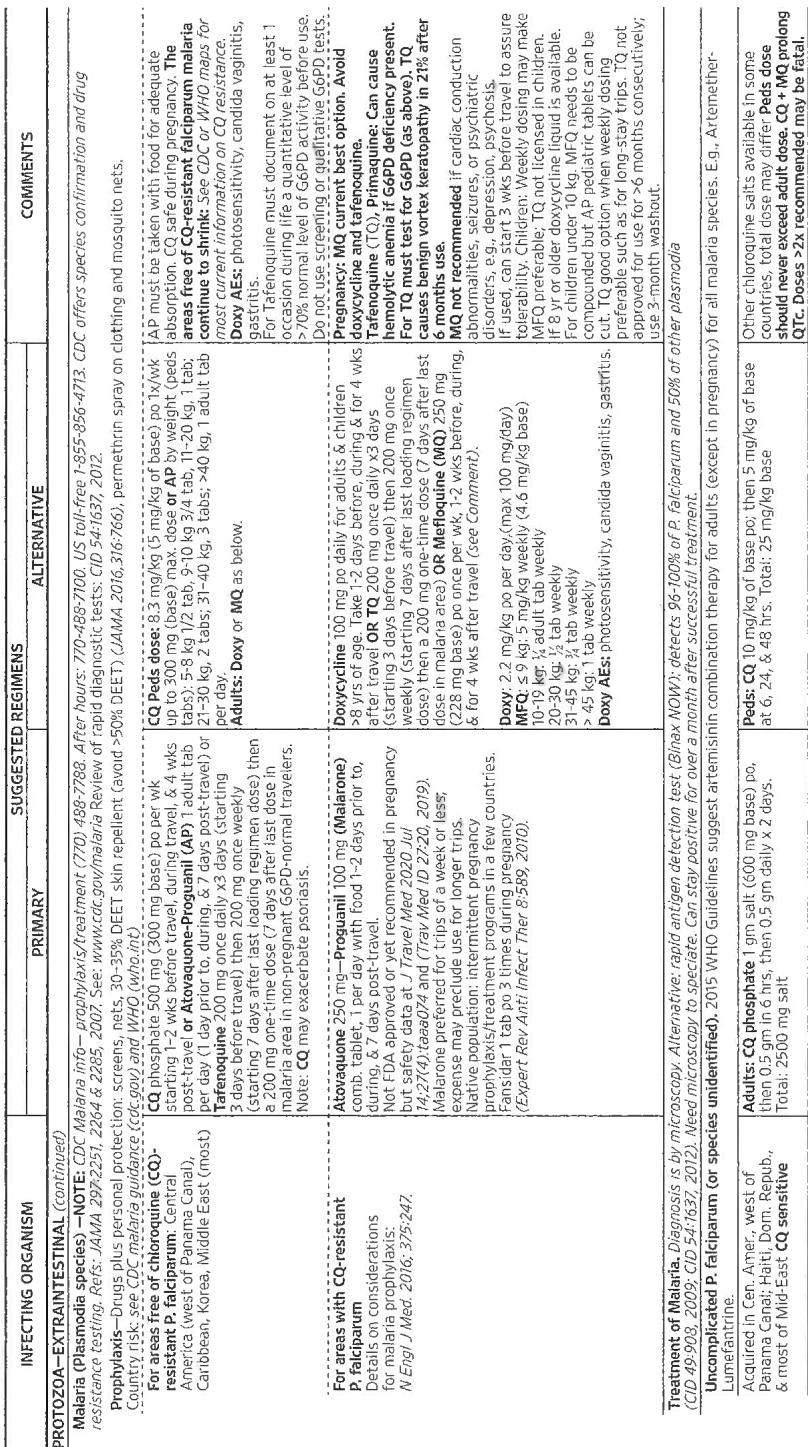 INFECTING ORGANISM
SUGGESTED REGIMENS
PRIMARY
ALTERNATIVE
COMMENTS
PROTOZOA—EXTRAINTESTINAL (continued)
Malaria (Plasmodia species) —NOTE: CDC Malaria info— prophylaxis/treatment (770) 488-7788. After hours: 770-488-7100. US toll-free 1-855-856-4713. CDC offers species confirmation and drug
resistance testing. Refs: JAMA 297:2251, 2264 & 2285, 2007. See: www.cdc.gov/malaria Review of rapid diagnostic tests: CID 54:1637, 2012.
Prophylaxis—Drugs plus personal protection: screens, nets, 30–35% DEET skin repellent (avoid >50% DEET) (JAMA 2016,316:766), permethrin spray on clothing and mosquito nets.
Country risk: see CDC malaria guidance (cdc.gov) and WHO (who.int)
For areas free of chloroquine (CQ)-
resistant P. falciparum: Central
America (west of Panama Canal),
Caribbean, Korea, Middle East (most)
CQ phosphate 500 mg (300 mg base) po per wk
starting 1–2 wks before travel, during travel, & 4 wks
post-travel or Atovaquone-Proguanil (AP) 1 adult tab
per day (1 day prior to, during, & 7 days post-travel) or
Tafenoquine 200 mg once daily x3 days (starting
3 days before travel) then 200 mg once weekly
(starting 7 days after last loading regimen dose) then
a 200 mg one-time dose (7 days after last dose in
malaria area in non-pregnant G6PD-normal travelers.
Note: CQ may exacerbate psoriasis.
CQ Peds dose: 8.3 mg/kg (5 mg/kg of base) po 1x/wk
up to 300 mg (base) max. dose or AP by weight (peds
tabs): 5-8 kg 1/2 tab, 9-10 kg 3/4 tab, 11–20 kg, 1 tab;
21-30 kg, 2 tabs; 31–40 kg, 3 tabs; >40 kg, 1 adult tab
per day.
Adults: Doxy or MQ as below.
AP must be taken with food for adequate
absorption. CQ safe during pregnancy. The
areas free of CQ-resistant falciparum malaria
continue to shrink: See CDC or WHO maps for
most current information on CQ resistance.
Doxy AEs: photosensitivity, candida vaginitis,
gastritis.
For Tafenoquine must document on at least 1
occasion during life a quantitative level of
>70% normal level of G6PD activity before use.
Do not use screening or qualitative G6PD tests.
For areas with CQ-resistant
P. falciparum
Details on considerations
for malaria prophylaxis:
N Engl J Med. 2016; 375:247.
Atovaquone 250 mg—Proguanil 100 mg (Malarone)
comb. tablet, 1 per day with food 1–2 days prior to,
during, & 7 days post-travel.
Not FDA approved or yet recommended in pregnancy
but safety data at J Travel Med 2020 Jul
14;27(4):taaa074 and (Trav Med ID 27:20, 2019).
Malarone preferred for trips of a week or less;
expense may preclude use for longer trips.
Native population: intermittent pregnancy
prophylaxis/treatment programs in a few countries.
Fansidar 1 tab po 3 times during pregnancy
(Expert Rev Anti Infect Ther 8:589, 2010).
Doxycycline 100 mg po daily for adults & children
>8 yrs of age. Take 1-2 days before, during & for 4 wks
after travel OR TQ 200 mg once daily x3 days
(starting 3 days before travel) then 200 mg once
weekly (starting 7 days after last loading regimen
dose) then a 200 mg one-time dose (7 days after last
dose in malaria area) OR Mefloquine (MQ) 250 mg
(228 mg base) po once per wk, 1-2 wks before, during,
& for 4 wks after travel (see Comment).
Doxy: 2.2 mg/kg po per day.(max 100 mg/day)
MFQ: ≤ 9 kg: 5 mg/kg weekly (4.6 mg/kg base)
10-19 kg: ¼ adult tab weekly
20-30 kg: ½ tab weekly
31-45 kg: ¾ tab weekly
> 45 kg: 1 tab weekly
Doxy AEs: photosensitivity, candida vaginitis, gastritis.
Pregnancy: MQ current best option. Avoid
doxycycline and tafenoquine.
Tafenoquine (TQ), Primaquine: Can cause
hemolytic anemia if G6PD deficiency present.
For TQ must test for G6PD (as above). TQ
causes benign vortex keratopathy in 21% after
6 months use.
MQ not recommended if cardiac conduction
abnormalities, seizures, or psychiatric
disorders, e.g., depression, psychosis.
If used, can start 3 wks before travel to assure
tolerability. Children: Weekly dosing may make
MFQ preferable; TQ not licensed in children.
If 8 yr or older doxycycline liquid is available.
For children under 10 kg. MFQ needs to be
compounded but AP pediatric tablets can be
cut. TQ good option when weekly dosing
preferable such as for long-stay trips. TQ not
approved for use for >6 months consecutively;
use 3-month washout.
Treatment of Malaria. Diagnosis is by microscopy. Alternative: rapid antigen detection test (Binax NOW); detects 96-100% of P. falciparum and 50% of other plasmodia
(CID 49:908, 2009; CID 54:1637, 2012). Need microscopy to speciate. Can stay positive for over a month after successful treatment.
Uncomplicated P. falciparum (or species unidentified). 2015 WHO Guidelines suggest artemisinin combination therapy for adults (except in pregnancy) for all malaria species. E.g., Artemether-
Lumefantrine.
Acquired in Cen. Amer., west of
Panama Canal; Haiti, Dom. Repub.,
& most of Mid-East CQ sensitive
Adults: CQ phosphate 1 gm salt (600 mg base) po,
then 0.5 gm in 6 hrs, then 0.5 gm daily x 2 days.
Total: 2500 mg salt
Peds: CQ 10 mg/kg of base po; then 5 mg/kg of base
at 6, 24, & 48 hrs. Total: 25 mg/kg base
Other chloroquine salts available in some
countries, total dose may differ Peds dose
should never exceed adult dose. CQ + MQ prolong
QTc. Doses >2x recommended may be fatal.